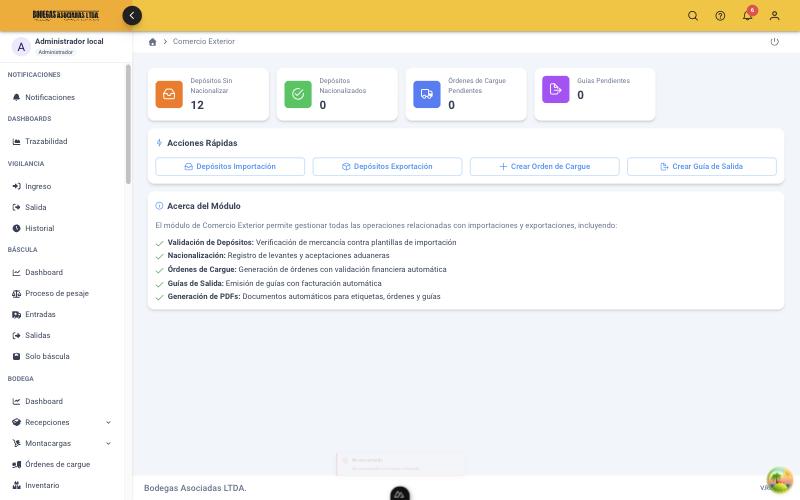 BODEGAS ASOCIADAS LTDA.
6
A
Administrador local
Administrador
Comercio Exterior
NOTIFICACIONES
Notificaciones
DASHBOARDS
Trazabilidad
VIGILANCIA
Ingreso
Salida
Historial
BÁSCULA
Dashboard
Proceso de pesaje
Entradas
Salidas
Solo báscula
BODEGA
Dashboard
Recepciones
Montacargas
Órdenes de cargue
Inventario
Depósitos Sin
Nacionalizar
12
Depósitos
Nacionalizados
0
Órdenes de Cargue
Pendientes
0
Guías Pendientes
0
Acciones Rápidas
Depósitos Importación
Depósitos Exportación
Crear Orden de Cargue
Crear Guía de Salida
Acerca del Módulo
El módulo de Comercio Exterior permite gestionar todas las operaciones relacionadas con importaciones y exportaciones, incluyendo:
Validación de Depósitos: Verificación de mercancía contra plantillas de importación
Nacionalización: Registro de levantes y aceptaciones aduaneras
Órdenes de Cargue: Generación de órdenes con validación financiera automática
Guías de Salida: Emisión de guías con facturación automática
Generación de PDFs: Documentos automáticos para etiquetas, órdenes y guías
Bodegas Asociadas LTDA.